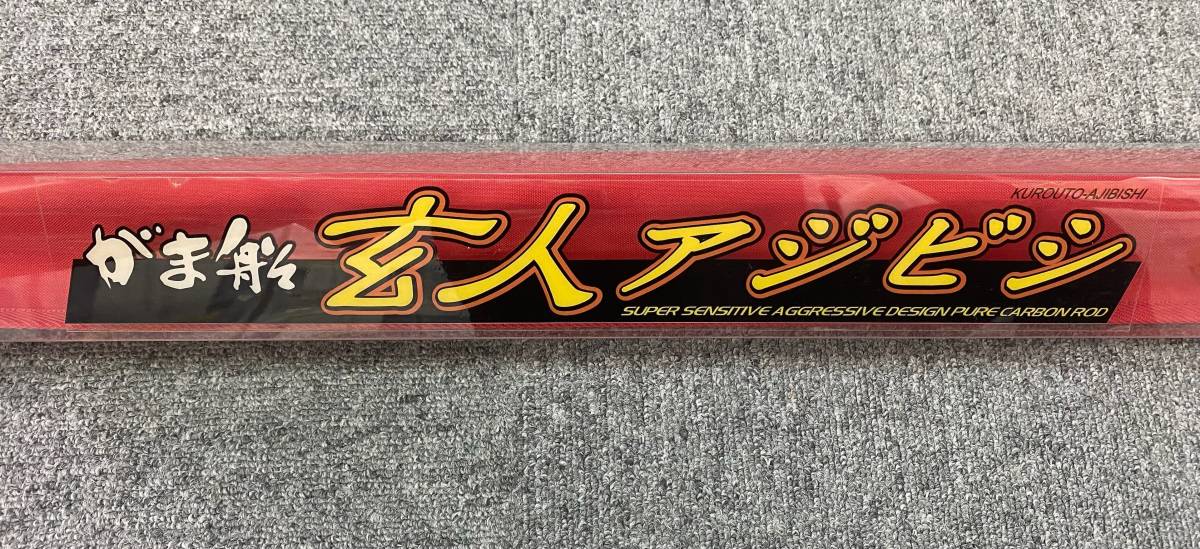 KUROUTO-AJIBISHI
がま船 玄人アジビシ
SUPER SENSITIVE AGGRESSIVE DESIGN PURE CARBON ROD